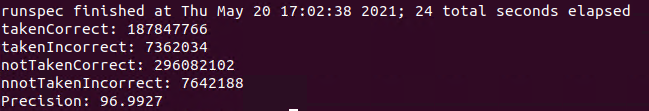 runspec finished at Thu May 20 17:02:38 2021; 24 total seconds elapsed
takenCorrect: 187847766
takenIncorrect: 7362034
notTakenCorrect: 296082102
nnotTakenIncorrect: 7642188
Precision: 96.9927